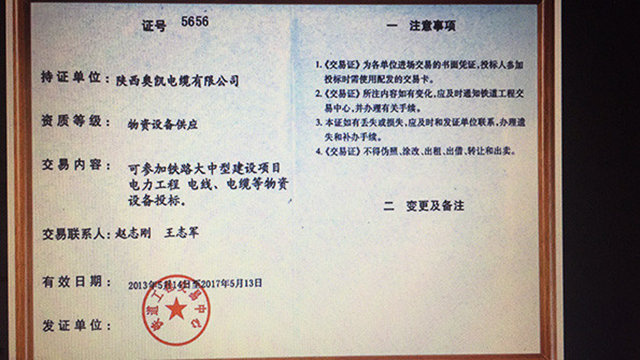 证号 5656
持证单位: 陕西奥凯电缆有限公司
资质等级: 物资设备供应
交易内容: 可参加铁路大中型建设项目
电力工程 电线、电缆等物资
设备投标。
交易联系人: 赵志刚 王志军
有效日期: 2013年5月14日至2017年5月13日
发证单位:
铁道工程交易中心
一 注意事项
1.《交易证》为各单位进场交易的书面凭证,投标人参加
投标时需使用配发的交易卡。
2.《交易证》所注内容如有变化,应及时通知铁道工程交
易中心,并办理有关手续。
3.本证如有丢失或损失,应及时和发证单位联系,办理遗
失和补办手续。
4.《交易证》不得伪照、涂改、出租、出借、转让和出卖。
二 变更及备注